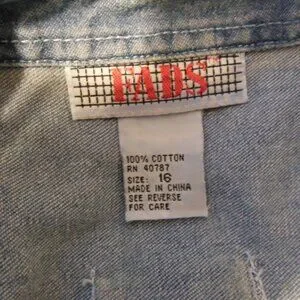 FADS
100% COTTON
RN 40787
SIZE: 16
MADE IN CHINA
SEE REVERSE
FOR CARE